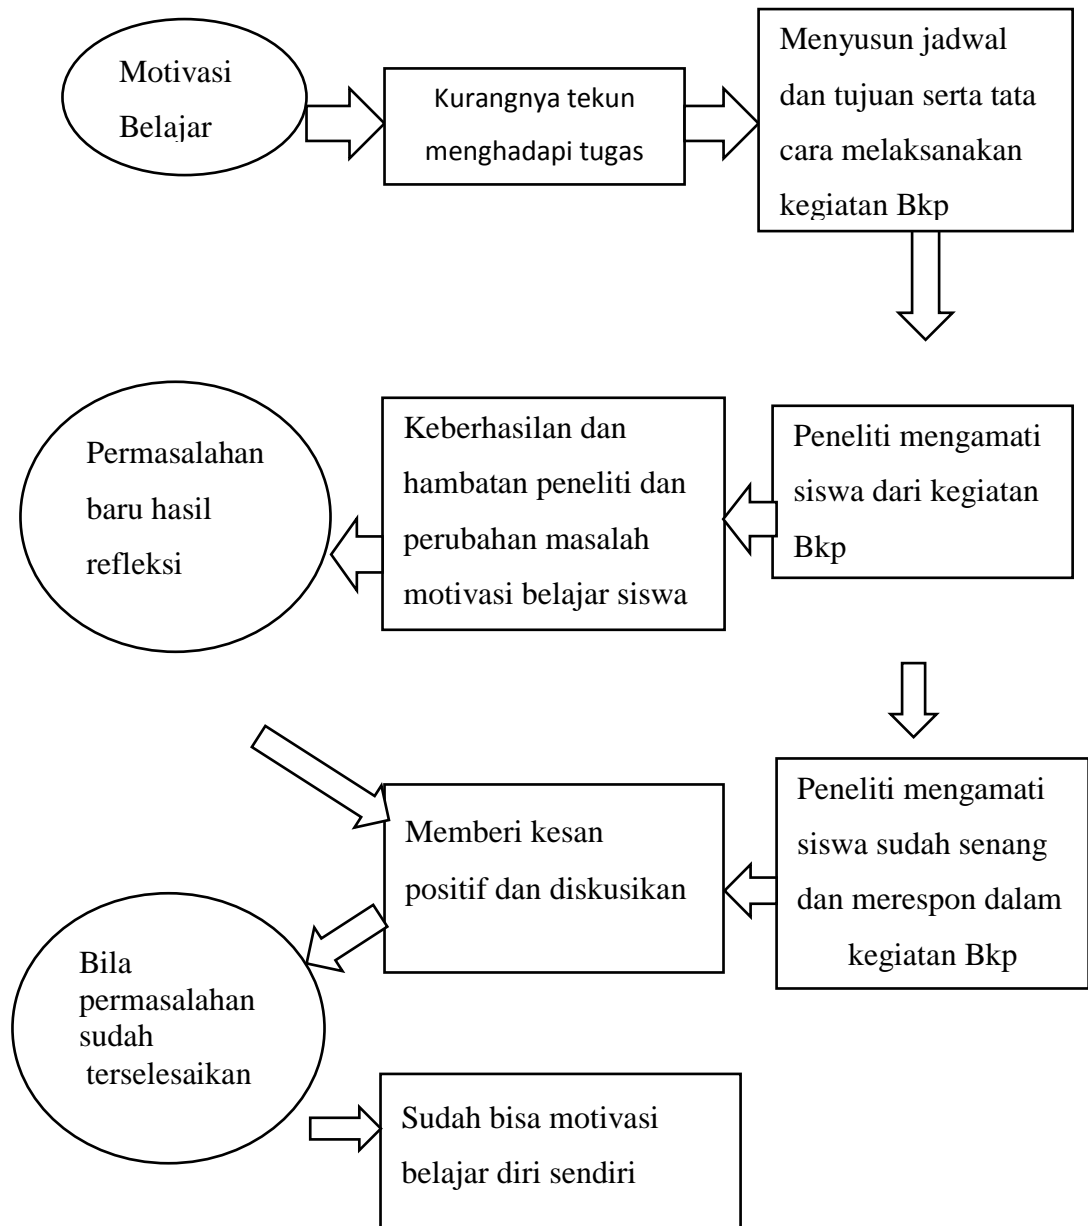 Motivasi
Belajar
Kurangnya tekun
menghadapi tugas
Menyusun jadwal
dan tujuan serta tata
cara melaksanakan
kegiatan Bkp
Permasalahan
baru hasil
refleksi
Keberhasilan dan
hambatan peneliti dan
perubahan masalah
motivasi belajar siswa
Peneliti mengamati
siswa dari kegiatan
Bkp
Memberi kesan
positif dan diskusikan
Peneliti mengamati
siswa sudah senang
dan merespon dalam
kegiatan Bkp
Bila
permasalahan
sudah
terselesaikan
Sudah bisa motivasi
belajar diri sendiri